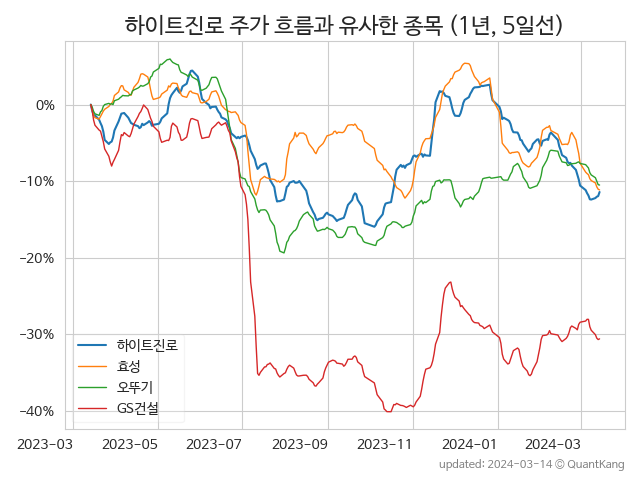 하이트진로 주가 흐름과 유사한 종목 (1년, 5일선)
0%
−10%
−20%
−30%
−40%
하이트진로
효성
오뚜기
GS건설
2023-03 2023-05 2023-07 2023-09 2023-11 2024-01 2024-03
updated: 2024-03-14 © QuantKang